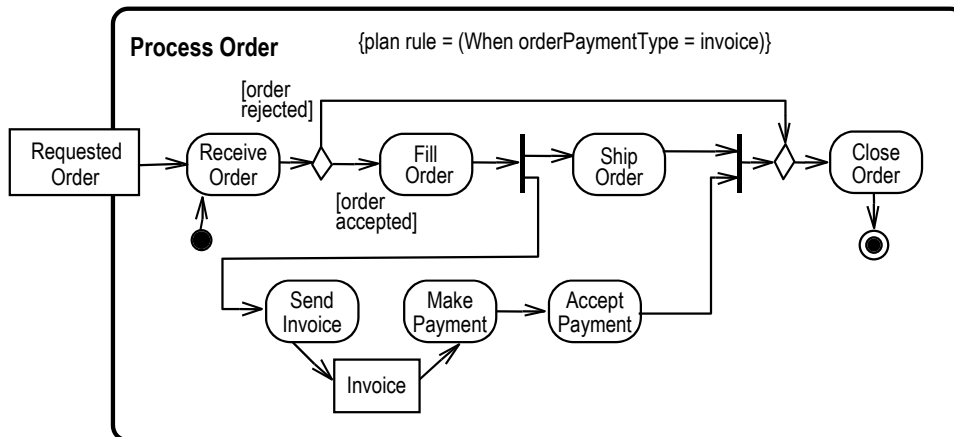 Process Order
{plan rule = (When orderPaymentType = invoice)}
[order
rejected]
Requested
Order
Receive
Order
Fill
Order
Ship
Order
Close
Order
[order
accepted]
Send
Invoice
Make
Payment
Accept
Payment
Invoice